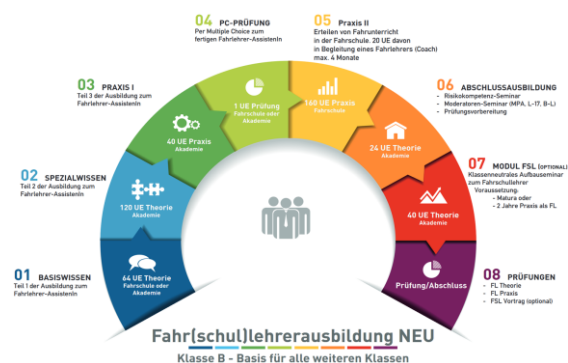 04 PC-PRÜFUNG
Per Multiple Choice zum
fertigen Fahrlehrer-AssistenIn
05 PRAXIS II
Erteilen von Fahrunterricht
in der Fahrschule. 20 UE davon
in Begleitung eines Fahrlehrers (Coach)
max. 4 Monate
03 PRAXIS I
Teil 3 der Ausbildung zum
Fahrlehrer-AssistenIn
06 ABSCHLUSSAUSBILDUNG
- Risikokompetenz-Seminar
- Moderatoren-Seminar (MPA, L-17, B-L)
- Prüfungsvorbereitung
02 SPEZIALWISSEN
Teil 2 der Ausbildung zum
Fahrlehrer-AssistenIn
07 MODUL FSL (OPTIONAL)
Klassenneutrales Aufbauseminar
zum Fahrschullehrer
Voraussetzung:
- Matura oder
- 2 Jahre Praxis als FL
01 BASISWISSEN
Teil 1 der Ausbildung zum
Fahrlehrer-AssistenIn
08 PRÜFUNGEN
- FL Theorie
- FL Praxis
- FSL Vortrag (optional)
64 UE Theorie
Fahrschule oder
Akademie
120 UE Theorie
Akademie
40 UE Praxis
Akademie
1 UE Prüfung
Fahrschule oder
Akademie
160 UE Praxis
Fahrschule
24 UE Theorie
Akademie
40 UE Theorie
Akademie
Prüfung/Abschluss
Fahr(schul)lehrerausbildung NEU
Klasse B - Basis für alle weiteren Klassen